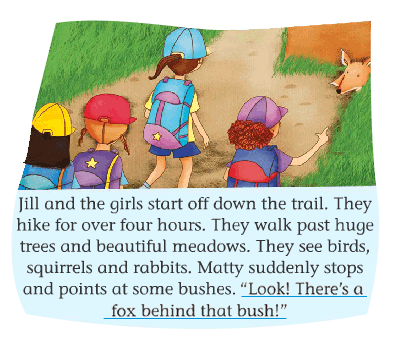 Jill and the girls start off down the trail. They
hike for over four hours. They walk past huge
trees and beautiful meadows. They see birds,
squirrels and rabbits. Matty suddenly stops
and points at some bushes. “Look! There’s a
fox behind that bush!”